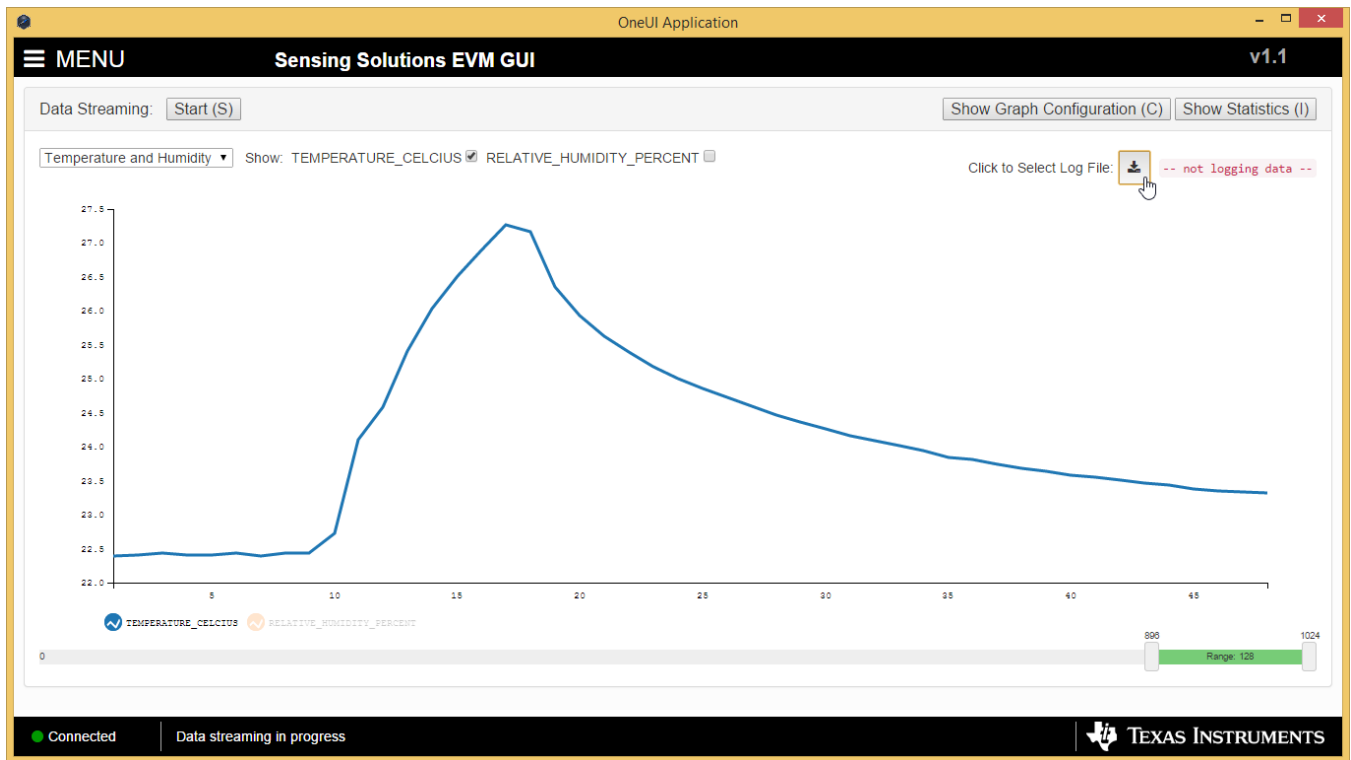 OneUI Application
MENU Sensing Solutions EVM GUI v1.1
Data Streaming: Start (S) Show Graph Configuration (C) Show Statistics (I)
Temperature and Humidity Show: TEMPERATURE_CELCIUS RELATIVE_HUMIDITY_PERCENT
Click to Select Log File: -- not logging data --
27.5
27.0
26.5
26.0
25.5
25.0
24.5
24.0
23.5
23.0
22.5
22.0
5 10 15 20 25 30 35 40 45
TEMPERATURE_CELCIUS RELATIVE_HUMIDITY_PERCENT
896 1024
0 Range: 128
Connected Data streaming in progress TEXAS INSTRUMENTS